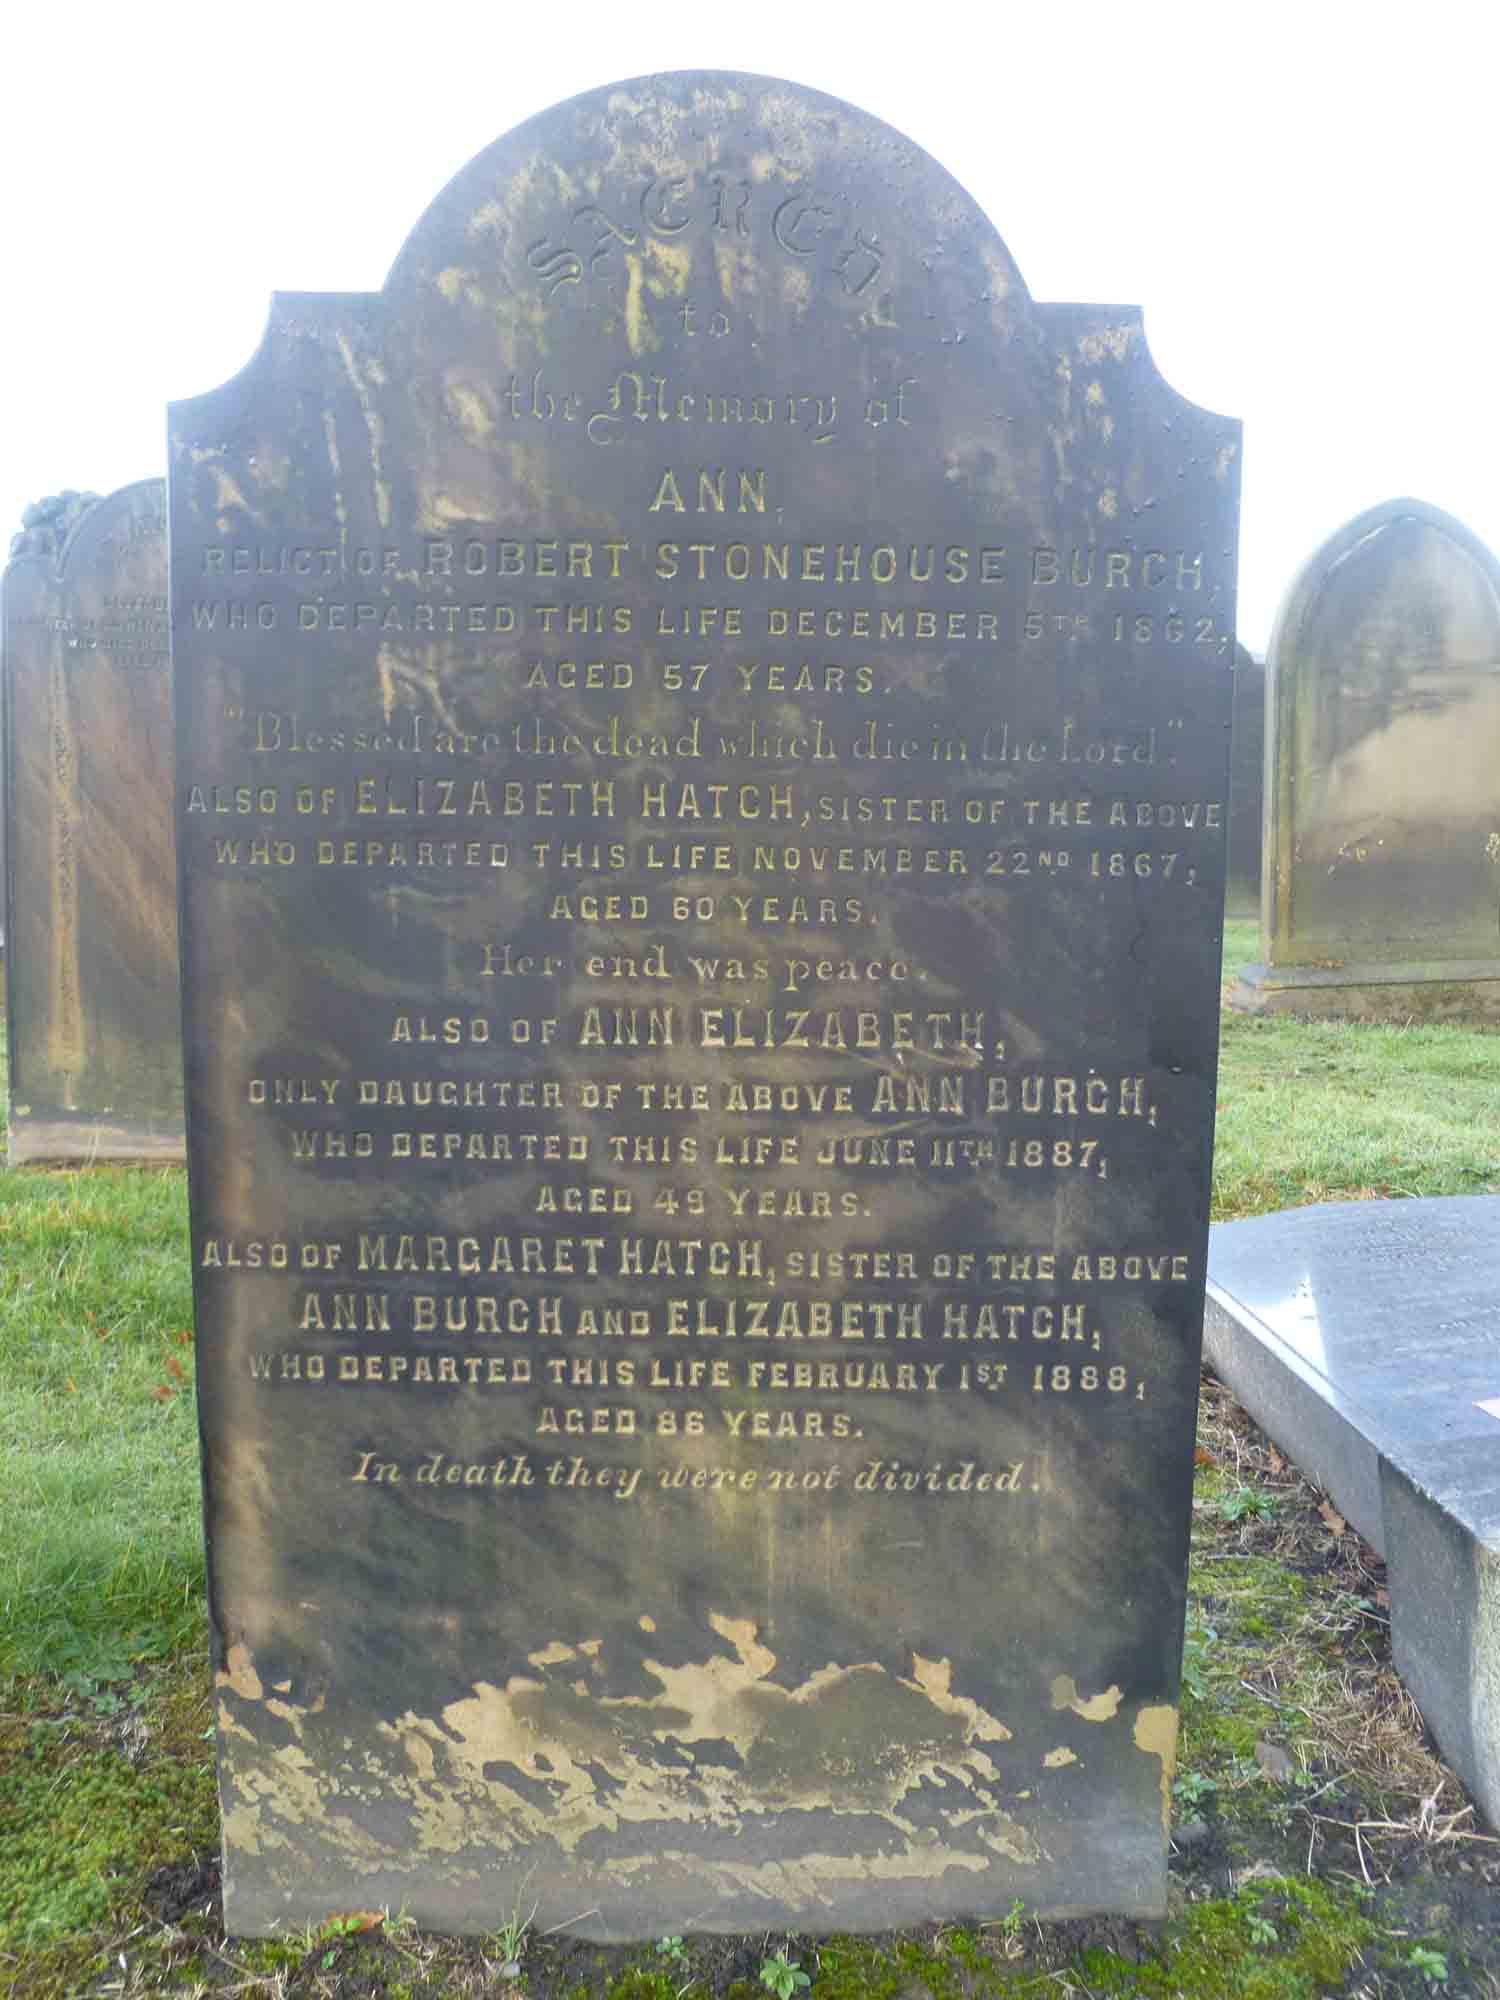 SACRED
to
the Memory of
ANN,
RELICT OF ROBERT STONEHOUSE BURCH,
WHO DEPARTED THIS LIFE DECEMBER 5TH 1862,
AGED 57 YEARS.
"Blessed are the dead which die in the Lord".
ALSO OF ELIZABETH HATCH, SISTER OF THE ABOVE
WHO DEPARTED THIS LIFE NOVEMBER 22ND 1867,
AGED 60 YEARS.
Her end was peace.
ALSO OF ANN ELIZABETH,
ONLY DAUGHTER OF THE ABOVE ANN BURCH,
WHO DEPARTED THIS LIFE JUNE 11TH 1887,
AGED 49 YEARS.
ALSO OF MARGARET HATCH, SISTER OF THE ABOVE
ANN BURCH AND ELIZABETH HATCH,
WHO DEPARTED THIS LIFE FEBRUARY 1ST 1888,
AGED 86 YEARS.
In death they were not divided.